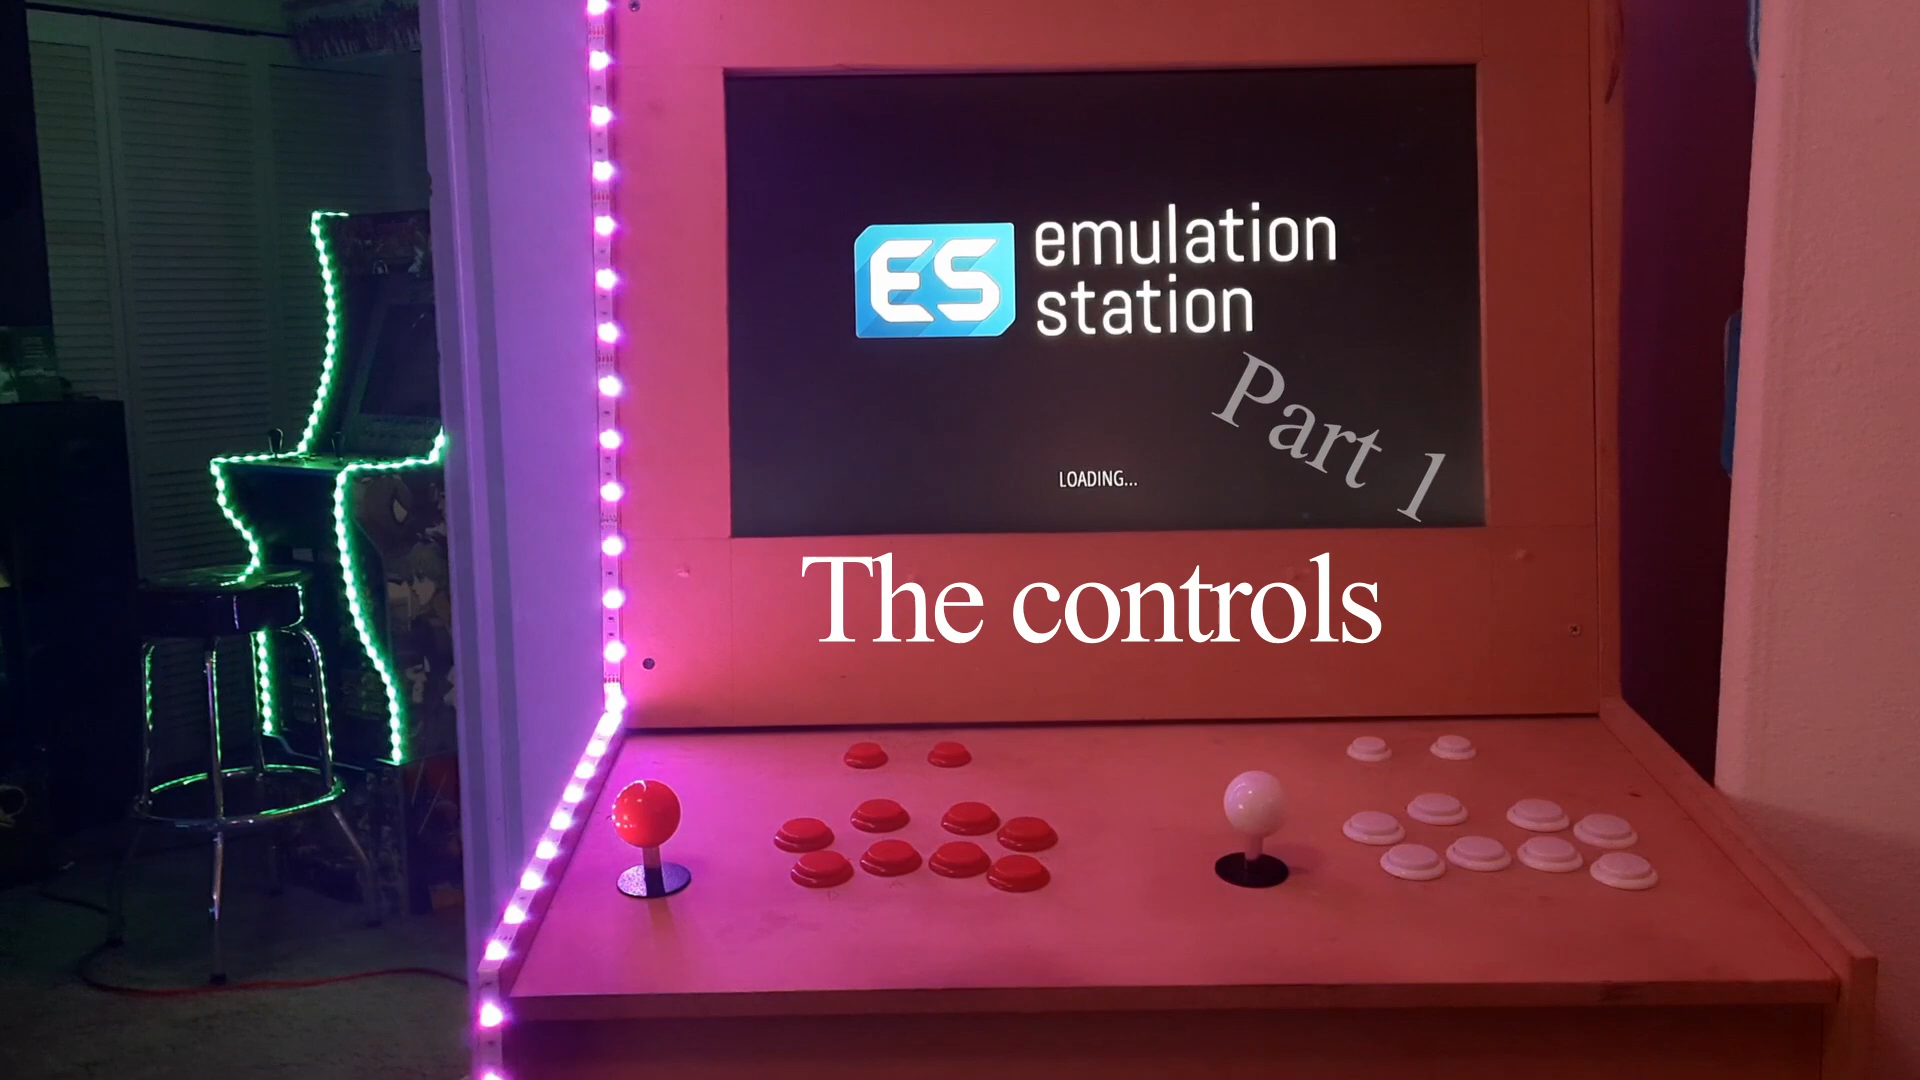 ES
emulation
station
Part 1
LOADING...
The controls